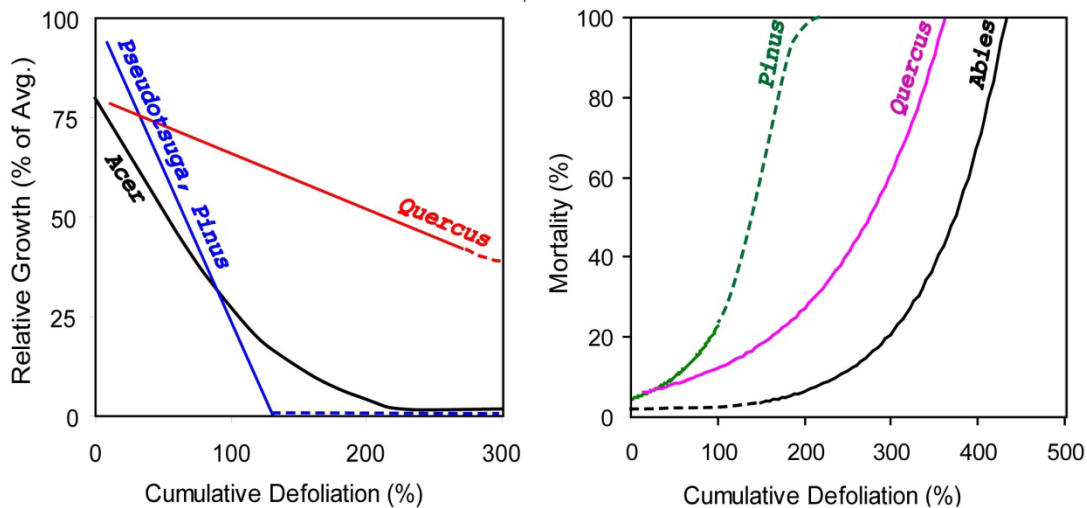 Relative Growth (% of Avg.)
100
75
50
25
0
0 100 200 300
Cumulative Defoliation (%)
Pseudotsuga, Pinus
Acer
Quercus
Mortality (%)
100
80
60
40
20
0
0 100 200 300 400 500
Cumulative Defoliation (%)
Pinus
Quercus
Abies